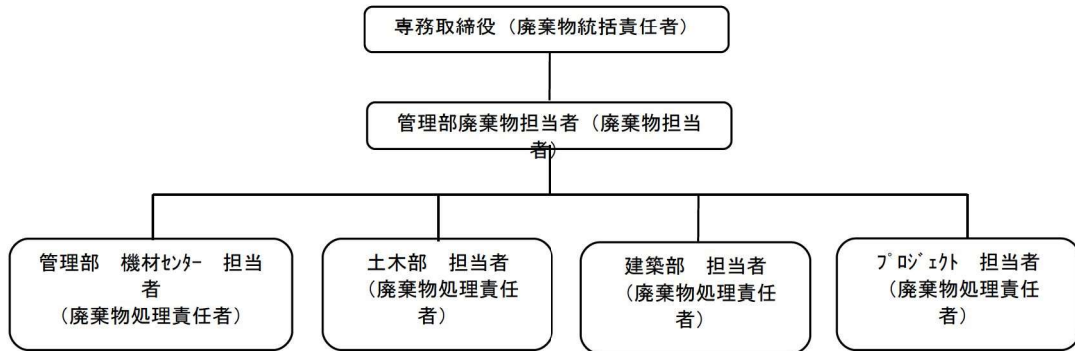 専務取締役（廃棄物統括責任者）
管理部廃棄物担当者（廃棄物担当
者）
管理部　機材ｾﾝﾀｰ　担当
者
（廃棄物処理責任者）
土木部　担当者
（廃棄物処理責任
者）
建築部　担当者
（廃棄物処理責任
者）
ﾌﾟﾛｼﾞｪｸﾄ　担当者
（廃棄物処理責任
者）